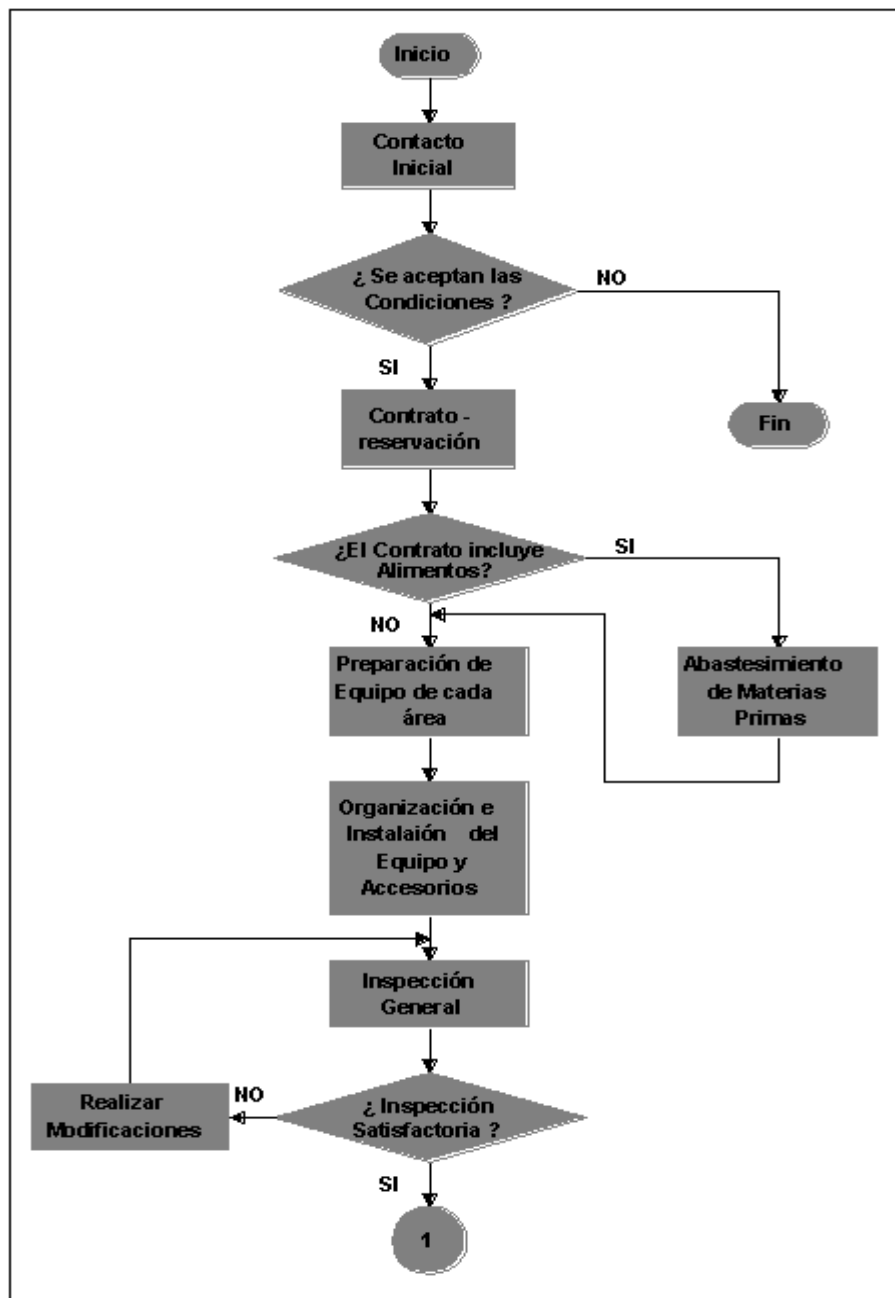 Inicio
Contacto
Inicial
¿ Se aceptan las
Condiciones ?
NO
SI
Contrato -
reservación
Fin
¿El Contrato incluye
Alimentos?
SI
NO
Preparación de
Equipo de cada
área
Abastesimiento
de Materias
Primas
Organización e
Instalaión del
Equipo y
Accesorios
Inspección
General
¿ Inspección
Satisfactoria ?
NO
Realizar
Modificaciones
SI
1